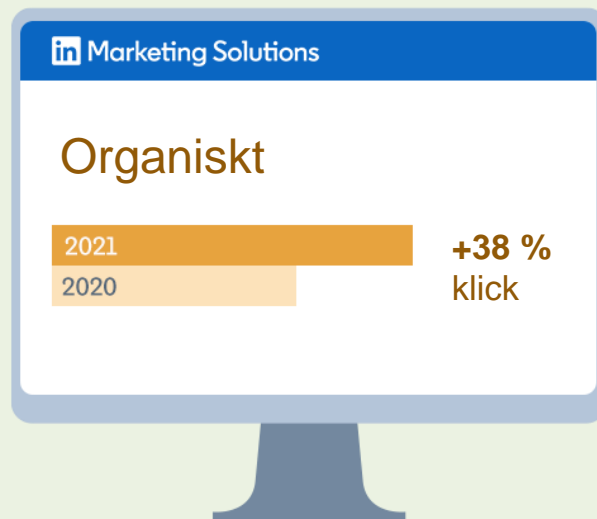 in Marketing Solutions
Organiskt
2021
2020
+38 %
klick